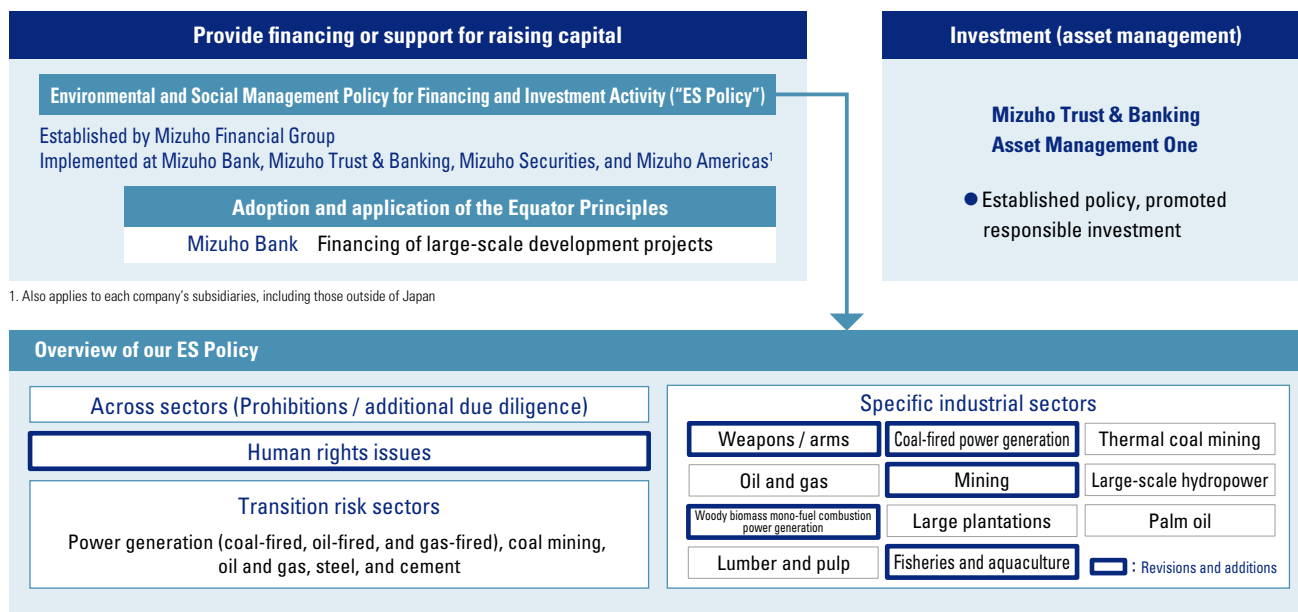 Provide financing or support for raising capital
Environmental and Social Management Policy for Financing and Investment Activity (“ES Policy”)
Established by Mizuho Financial Group
Implemented at Mizuho Bank, Mizuho Trust & Banking, Mizuho Securities, and Mizuho Americas¹
Adoption and application of the Equator Principles
Mizuho Bank Financing of large-scale development projects
1. Also applies to each company’s subsidiaries, including those outside of Japan
Investment (asset management)
Mizuho Trust & Banking
Asset Management One
● Established policy, promoted
responsible investment
Overview of our ES Policy
Across sectors (Prohibitions / additional due diligence)
Human rights issues
Transition risk sectors
Power generation (coal-fired, oil-fired, and gas-fired), coal mining,
oil and gas, steel, and cement
Specific industrial sectors
Weapons / arms
Coal-fired power generation
Thermal coal mining
Oil and gas
Mining
Large-scale hydropower
Woody biomass mono-fuel combustion
power generation
Large plantations
Palm oil
Lumber and pulp
Fisheries and aquaculture
: Revisions and additions